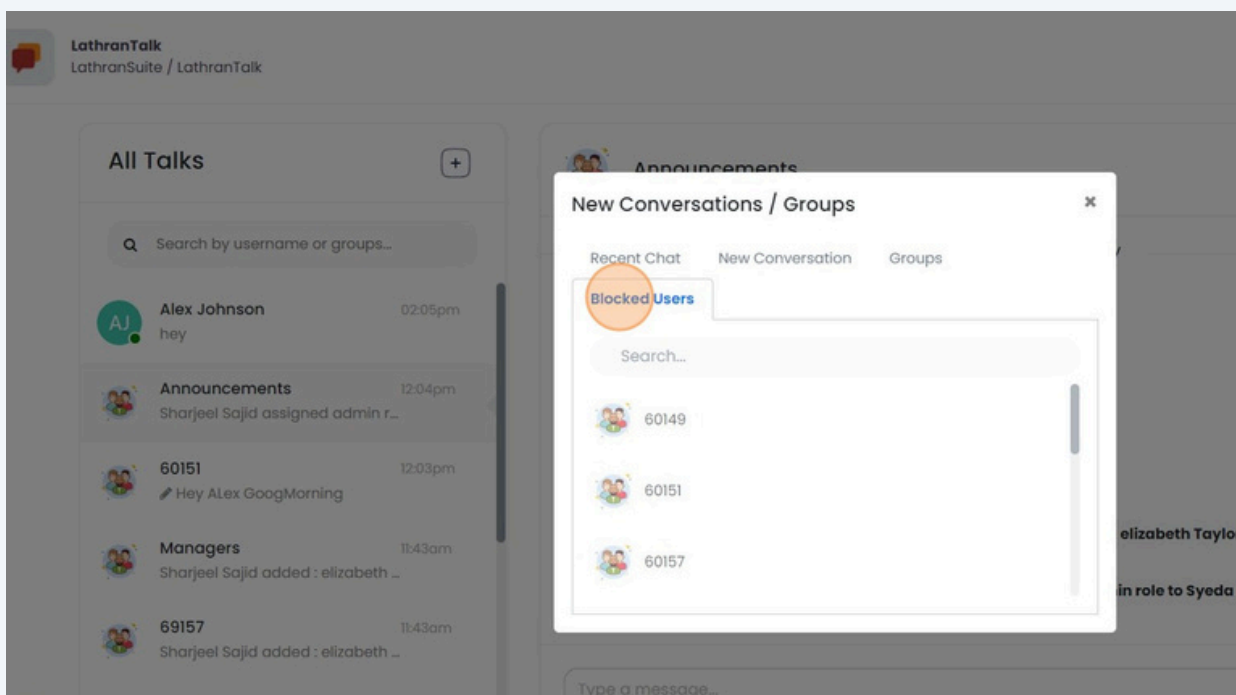 LathranTalk
LathranSuite / LathranTalk
All Talks
+
Search by username or groups...
AJ
Alex Johnson
02:05pm
hey
Announcements
12:04pm
Sharjeel Sajid assigned admin r...
60151
12:03pm
Hey ALex GoogMorning
Managers
11:43am
Sharjeel Sajid added : elizabeth ...
69157
11:43am
Sharjeel Sajid added : elizabeth ...
Announcements
New Conversations / Groups
×
Recent Chat
New Conversation
Groups
Blocked Users
Search...
60149
60151
60157
elizabeth Taylo
in role to Syeda
Type a message...